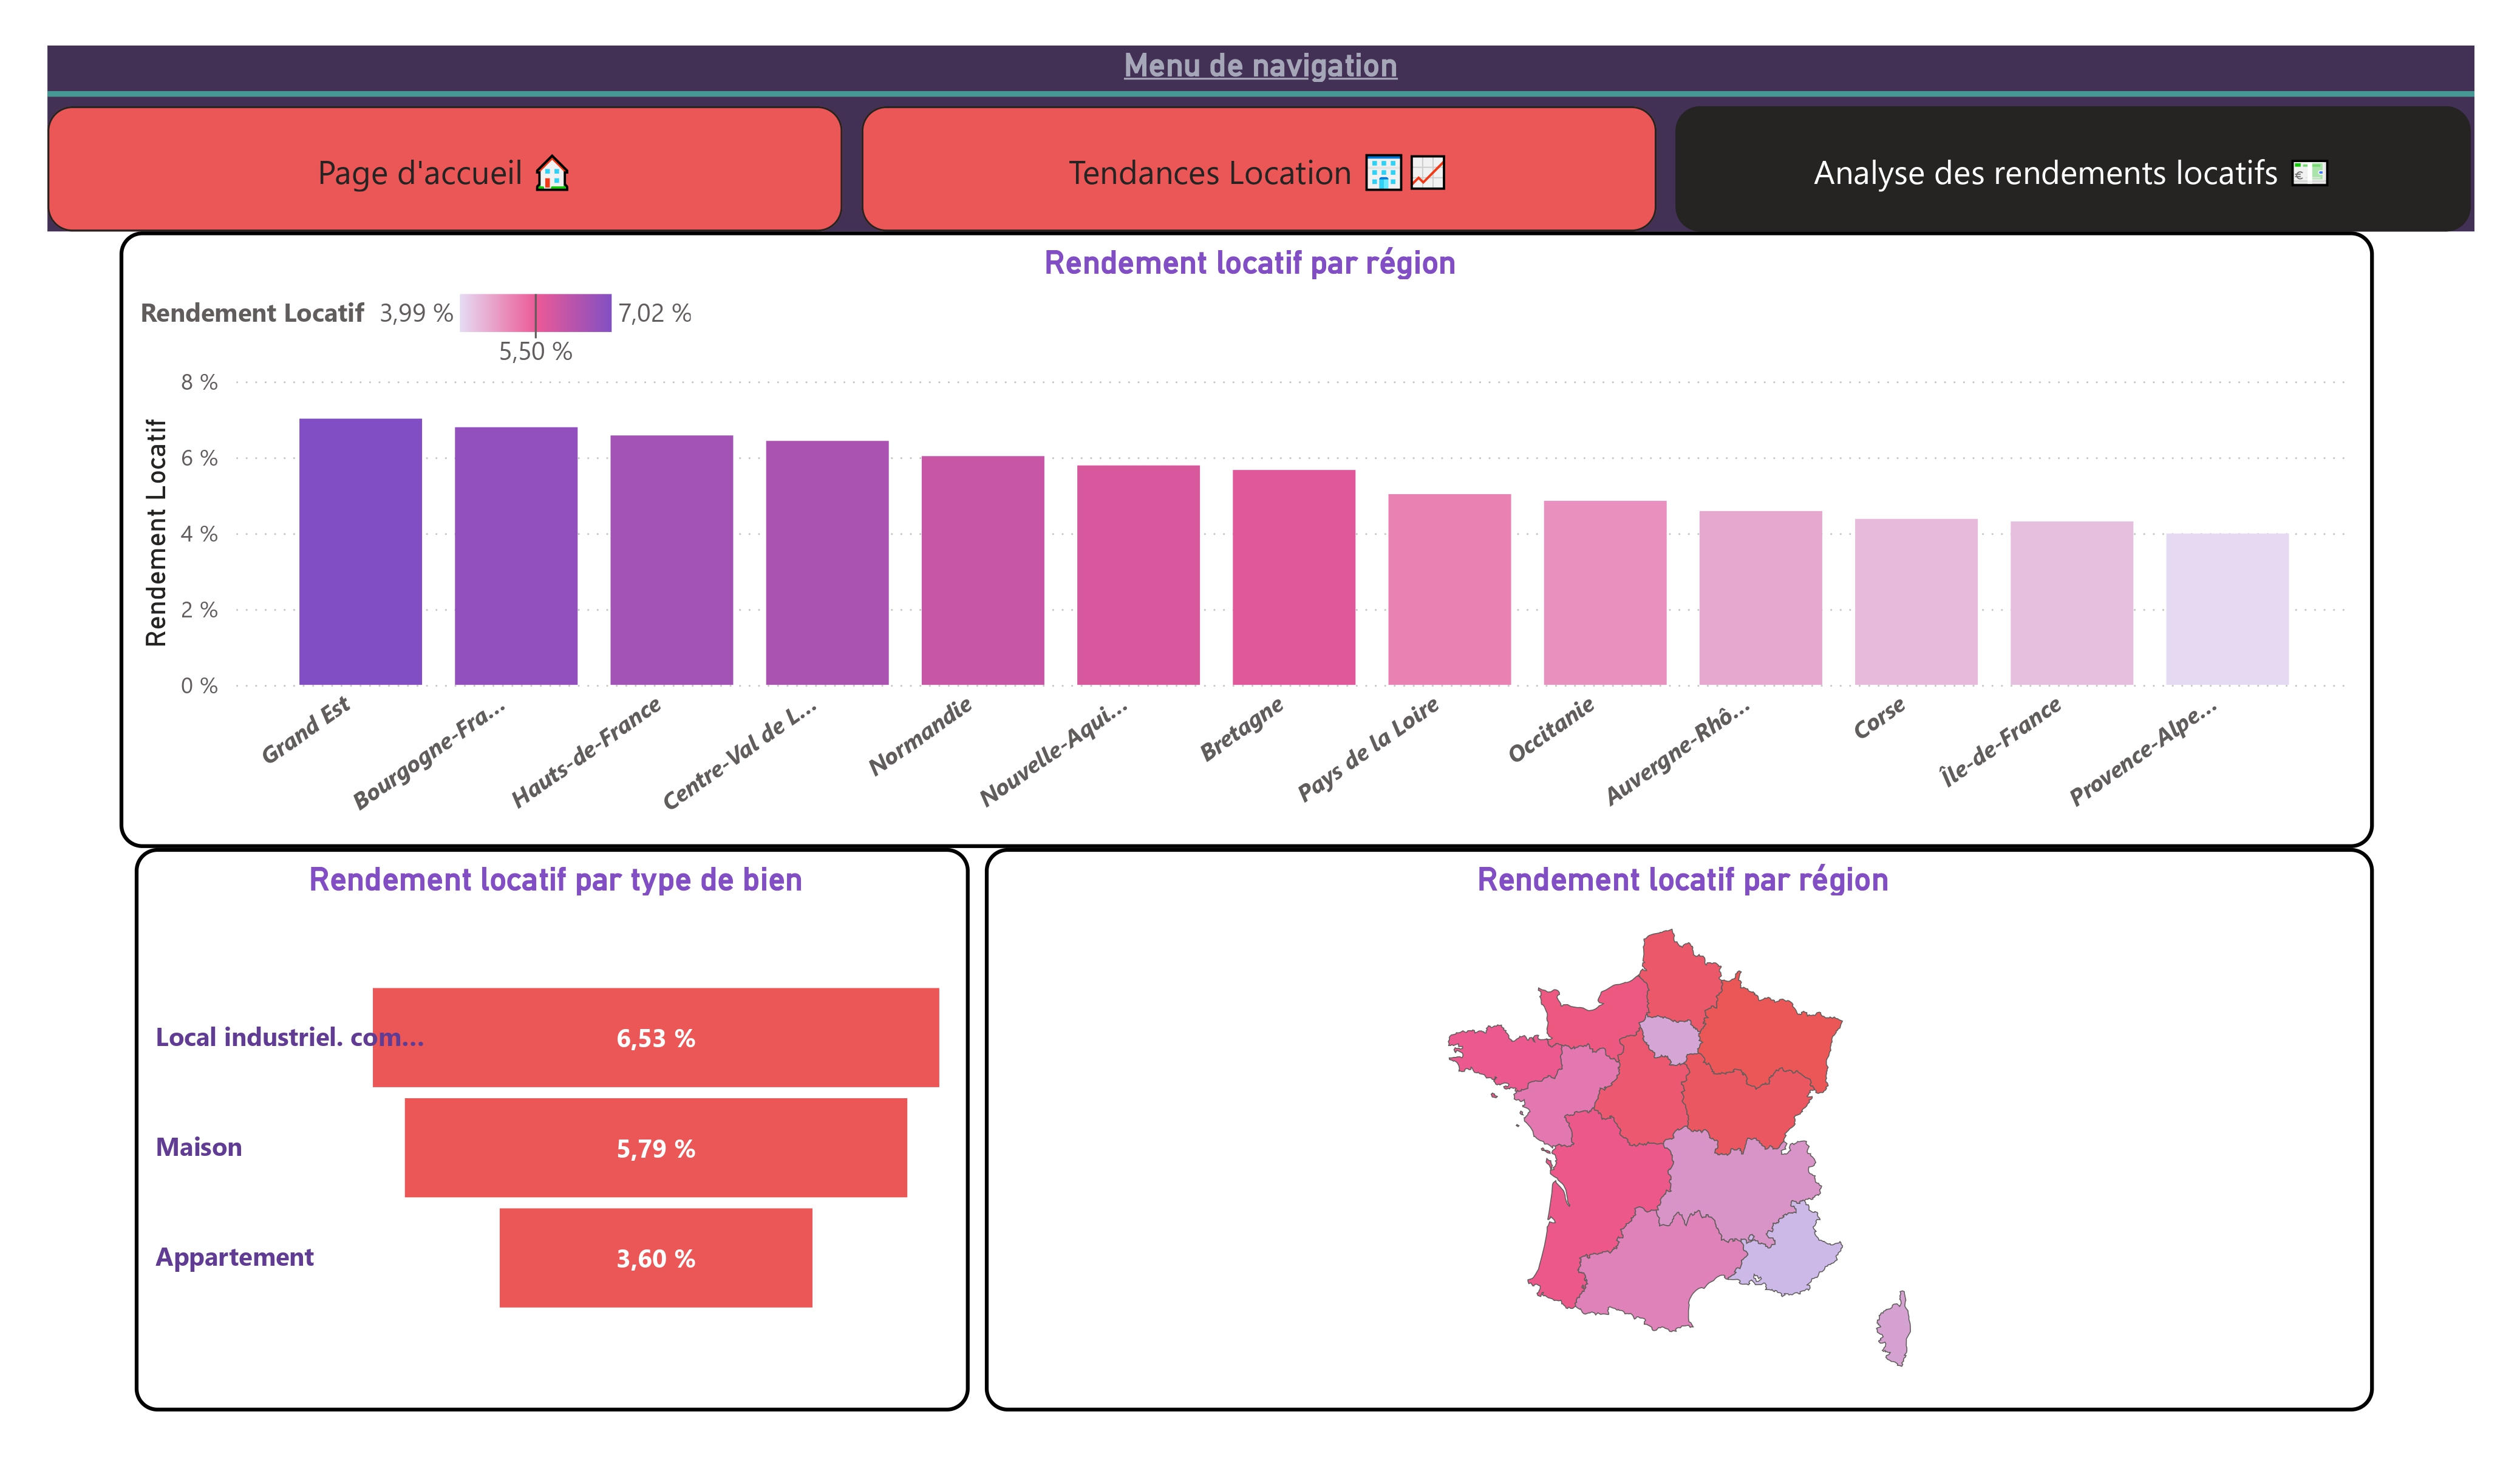 Menu de navigation
Page d'accueil
Tendances Location
Analyse des rendements locatifs
Rendement locatif par région
Rendement Locatif 3,99 % 7,02 %
5,50 %
Rendement Locatif
8 %
6 %
4 %
2 %
0 %
Grand Est
Bourgogne-Fra...
Hauts-de-France
Centre-Val de L...
Normandie
Nouvelle-Aqui...
Bretagne
Pays de la Loire
Occitanie
Auvergne-Rhô...
Corse
Île-de-France
Provence-Alpe...
Rendement locatif par type de bien
Local industriel. com... 6,53 %
Maison 5,79 %
Appartement 3,60 %
Rendement locatif par région